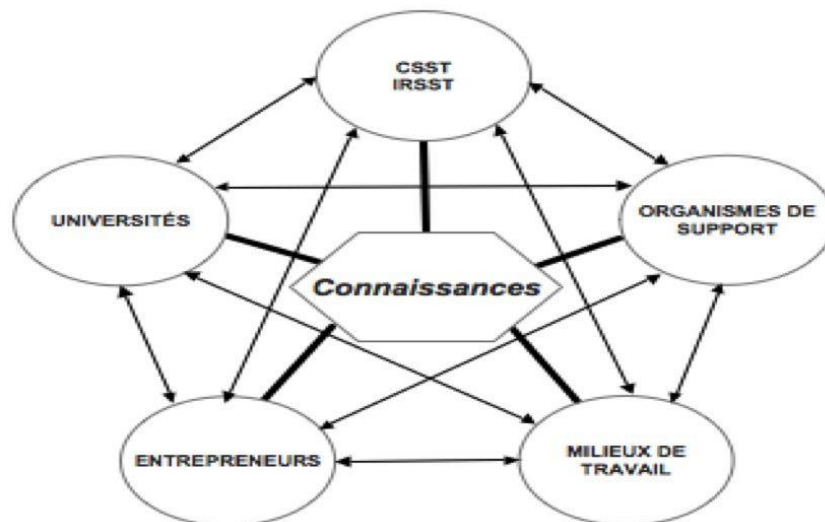 CSST
IRSST
UNIVERSITÉS
ORGANISMES DE
SUPPORT
Connaissances
ENTREPRENEURS
MILIEUX DE
TRAVAIL